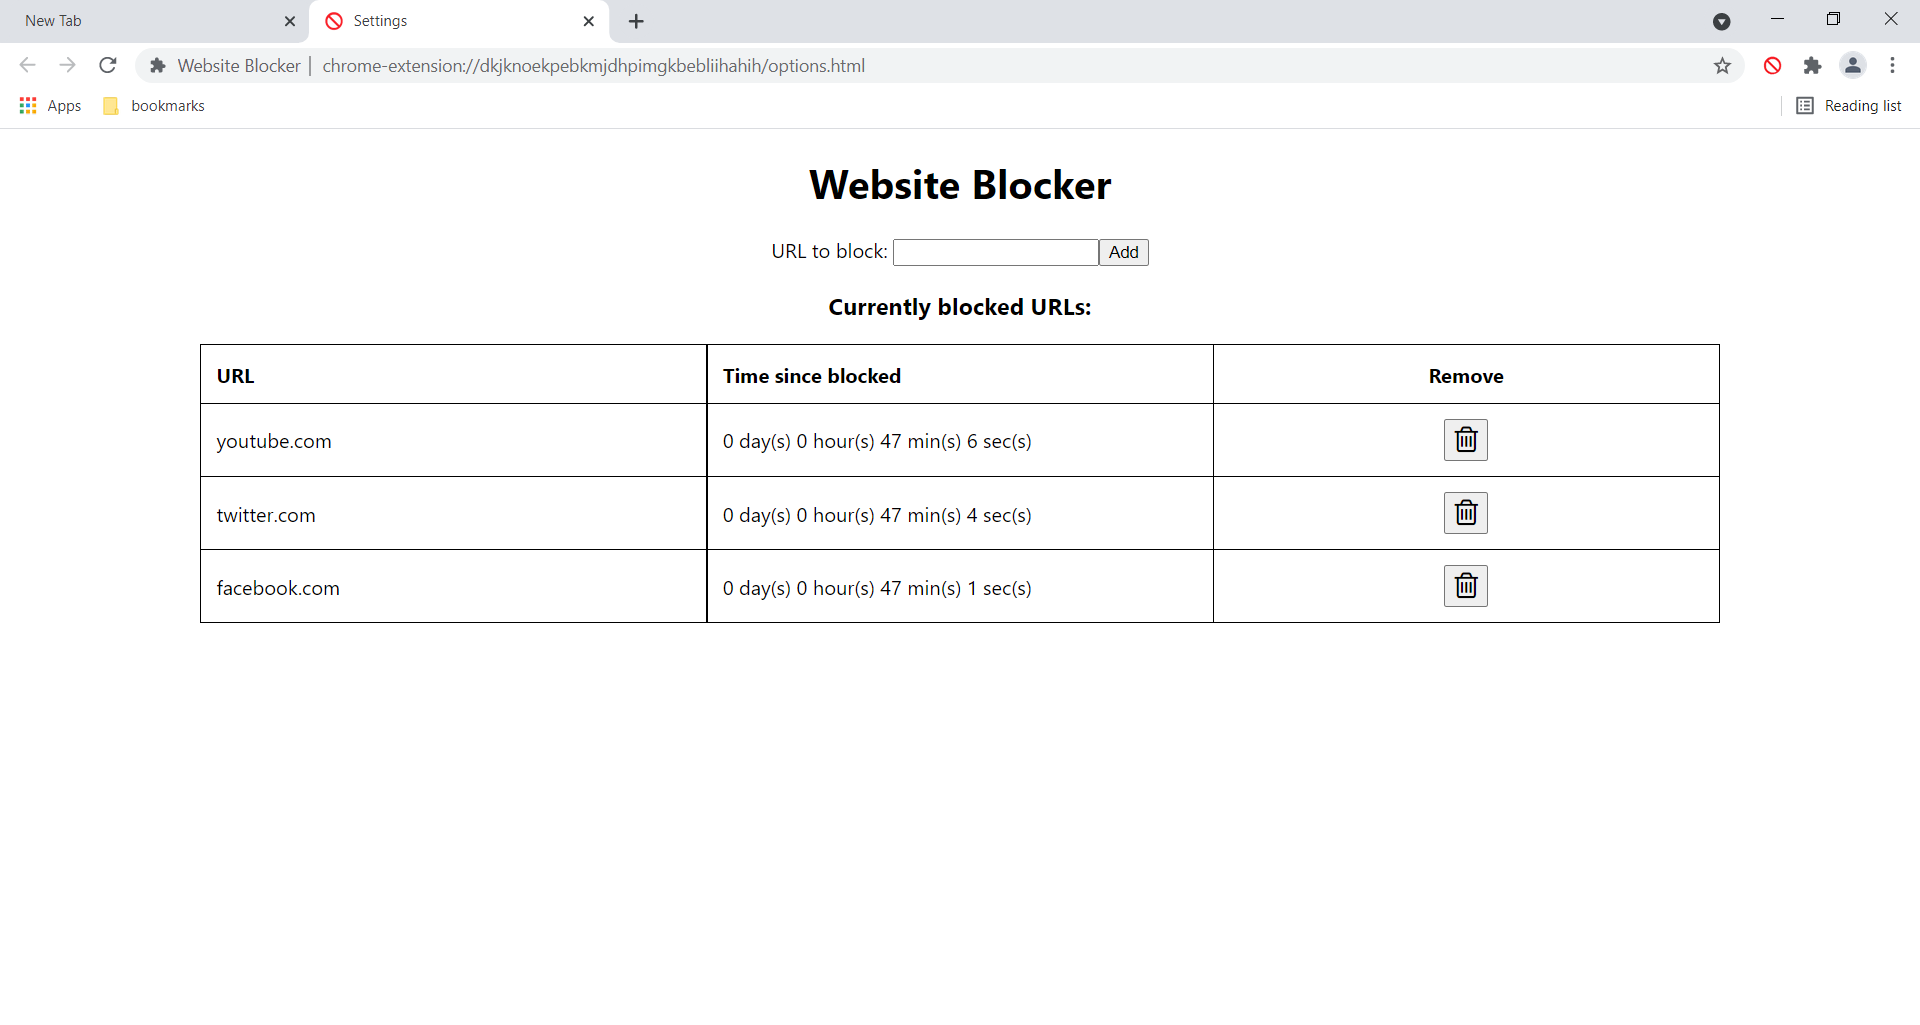 New Tab
Settings
Website Blocker | chrome-extension://dkjknoekpebkmjdhpimgkbebliihahih/options.html
Apps
bookmarks
Reading list
Website Blocker
URL to block:
Add
Currently blocked URLs:
URL Time since blocked Remove
youtube.com 0 day(s) 0 hour(s) 47 min(s) 6 sec(s)
twitter.com 0 day(s) 0 hour(s) 47 min(s) 4 sec(s)
facebook.com 0 day(s) 0 hour(s) 47 min(s) 1 sec(s)